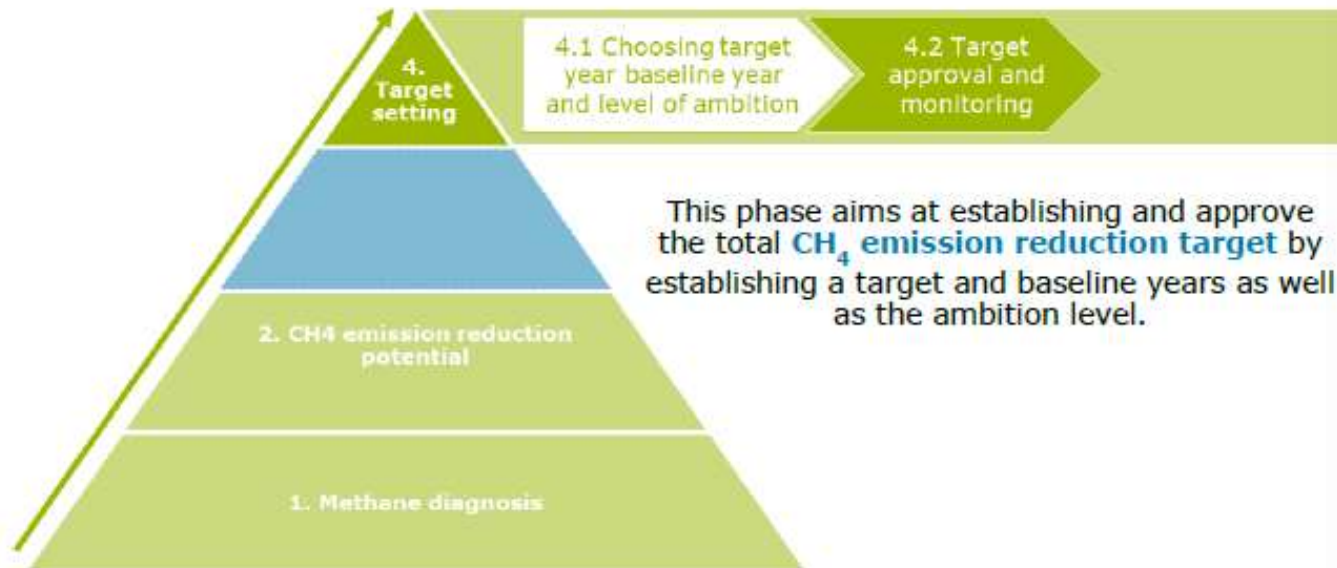 4.
Target
setting
4.1 Choosing target
year baseline year
and level of ambition
4.2 Target
approval and
monitoring
This phase aims at establishing and approve
the total CH4 emission reduction target by
establishing a target and baseline years as well
as the ambition level.
2. CH4 emission reduction
potential
1. Methane diagnosis